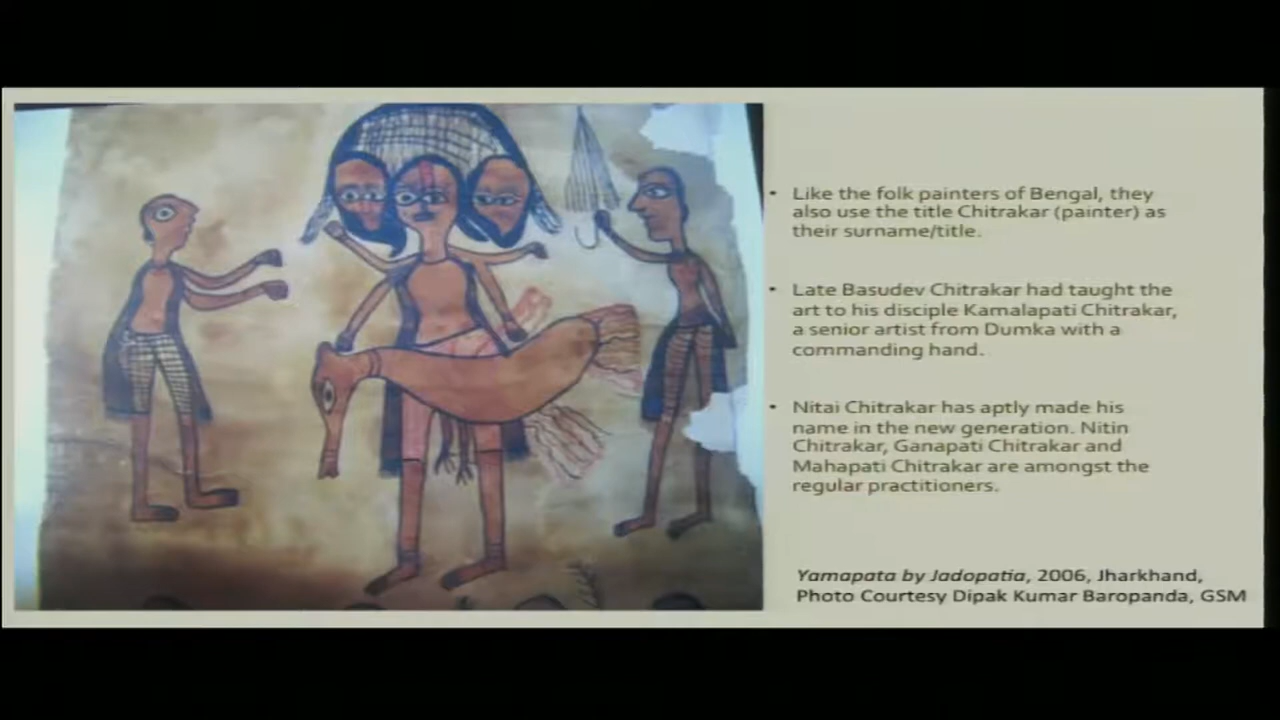 • Like the folk painters of Bengal, they
also use the title Chitrakar (painter) as
their surname/title.
• Late Basudev Chitrakar had taught the
art to his disciple Kamalapati Chitrakar,
a senior artist from Dumka with a
commanding hand.
• Nitai Chitrakar has aptly made his
name in the new generation. Nitin
Chitrakar, Ganapati Chitrakar and
Mahapati Chitrakar are amongst the
regular practitioners.
Yamapata by Jadopatia, 2006, Jharkhand,
Photo Courtesy Dipak Kumar Baropanda, GSM